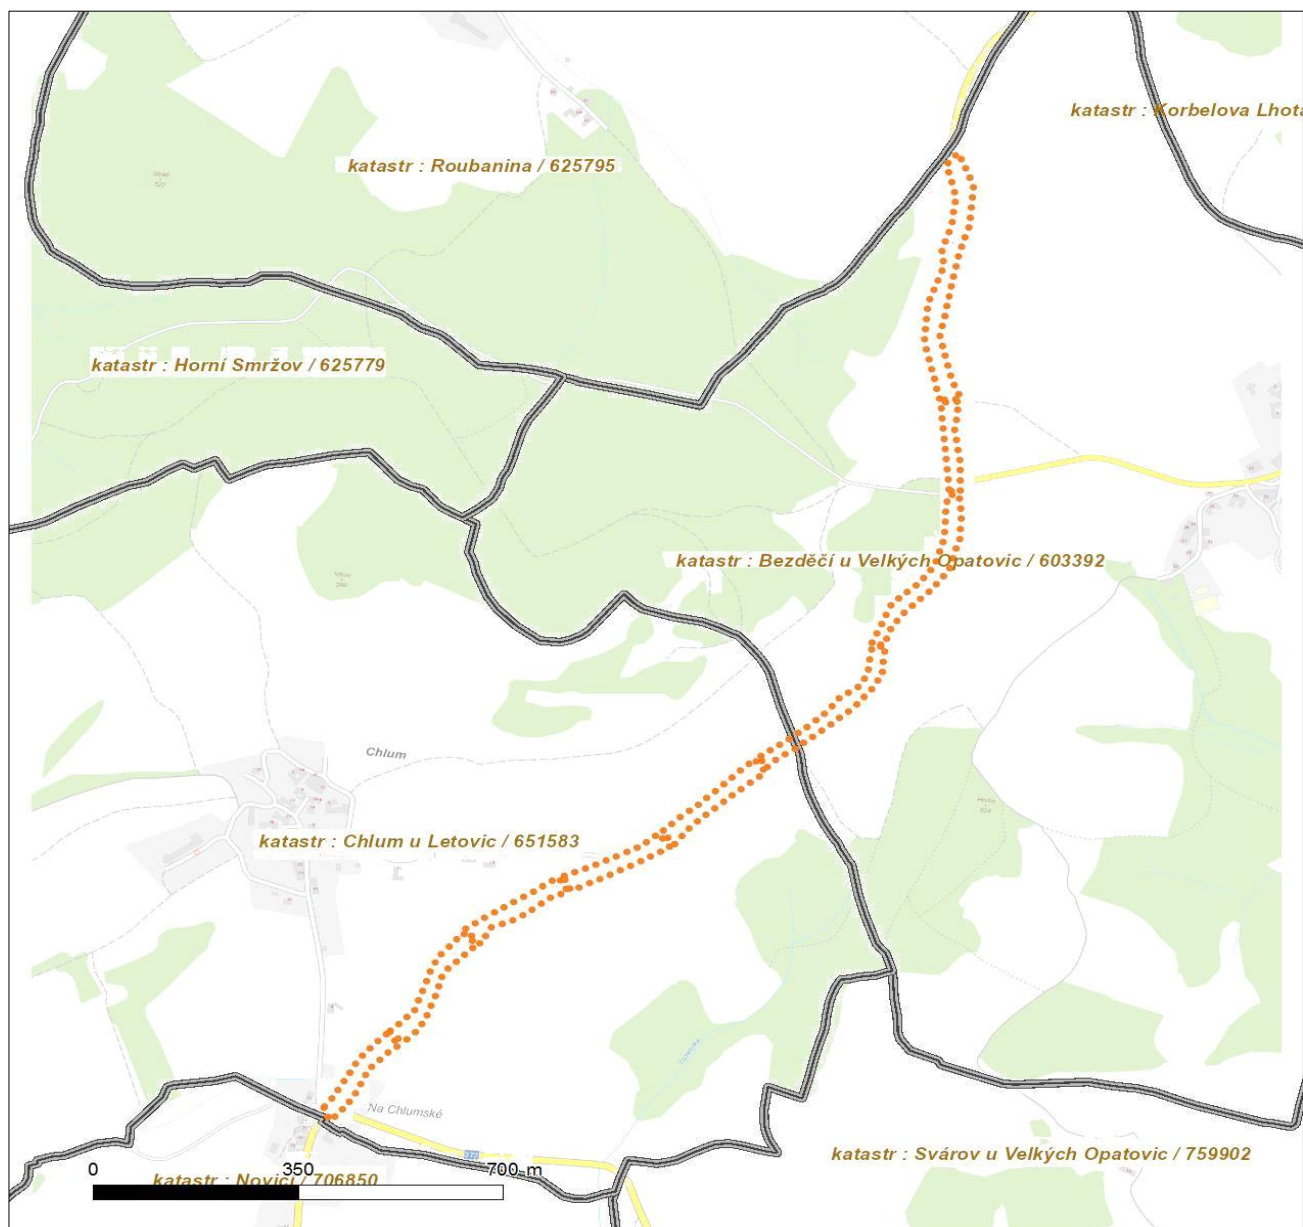 katastr : Korbelova Lhota
katastr : Roubanina / 625795
katastr : Horní Smržov / 625779
katastr : Bezděčí u Velkých Opatovic / 603392
Chlum
katastr : Chlum u Letovic / 651583
Na Chlumské
katastr : Svárov u Velkých Opatovic / 759902
0 350 700 m
katastr : Novičí / 706850